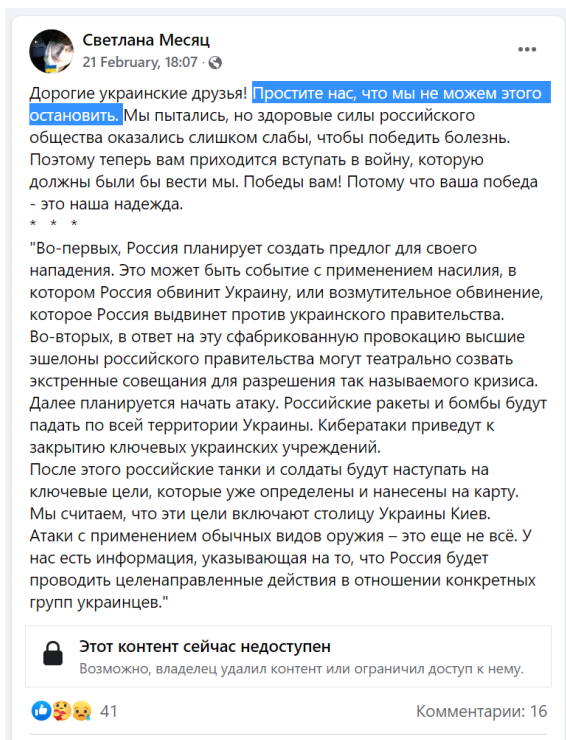 Светлана Месяц
21 February, 18:07 ·
Дорогие украинские друзья! Простите нас, что мы не можем этого
остановить. Мы пытались, но здоровые силы российского
общества оказались слишком слабы, чтобы победить болезнь.
Поэтому теперь вам приходится вступать в войну, которую
должны были бы вести мы. Победы вам! Потому что ваша победа
- это наша надежда.
* * *
"Во-первых, Россия планирует создать предлог для своего
нападения. Это может быть событие с применением насилия, в
котором Россия обвинит Украину, или возмутительное обвинение,
которое Россия выдвинет против украинского правительства.
Во-вторых, в ответ на эту сфабрикованную провокацию высшие
эшелоны российского правительства могут театрально созвать
экстренные совещания для разрешения так называемого кризиса.
Далее планируется начать атаку. Российские ракеты и бомбы будут
падать по всей территории Украины. Кибератаки приведут к
закрытию ключевых украинских учреждений.
После этого российские танки и солдаты будут наступать на
ключевые цели, которые уже определены и нанесены на карту.
Мы считаем, что эти цели включают столицу Украины Киев.
Атаки с применением обычных видов оружия – это еще не всё. У
нас есть информация, указывающая на то, что Россия будет
проводить целенаправленные действия в отношении конкретных
групп украинцев."
Этот контент сейчас недоступен
Возможно, владелец удалил контент или ограничил доступ к нему.
41
Комментарии: 16